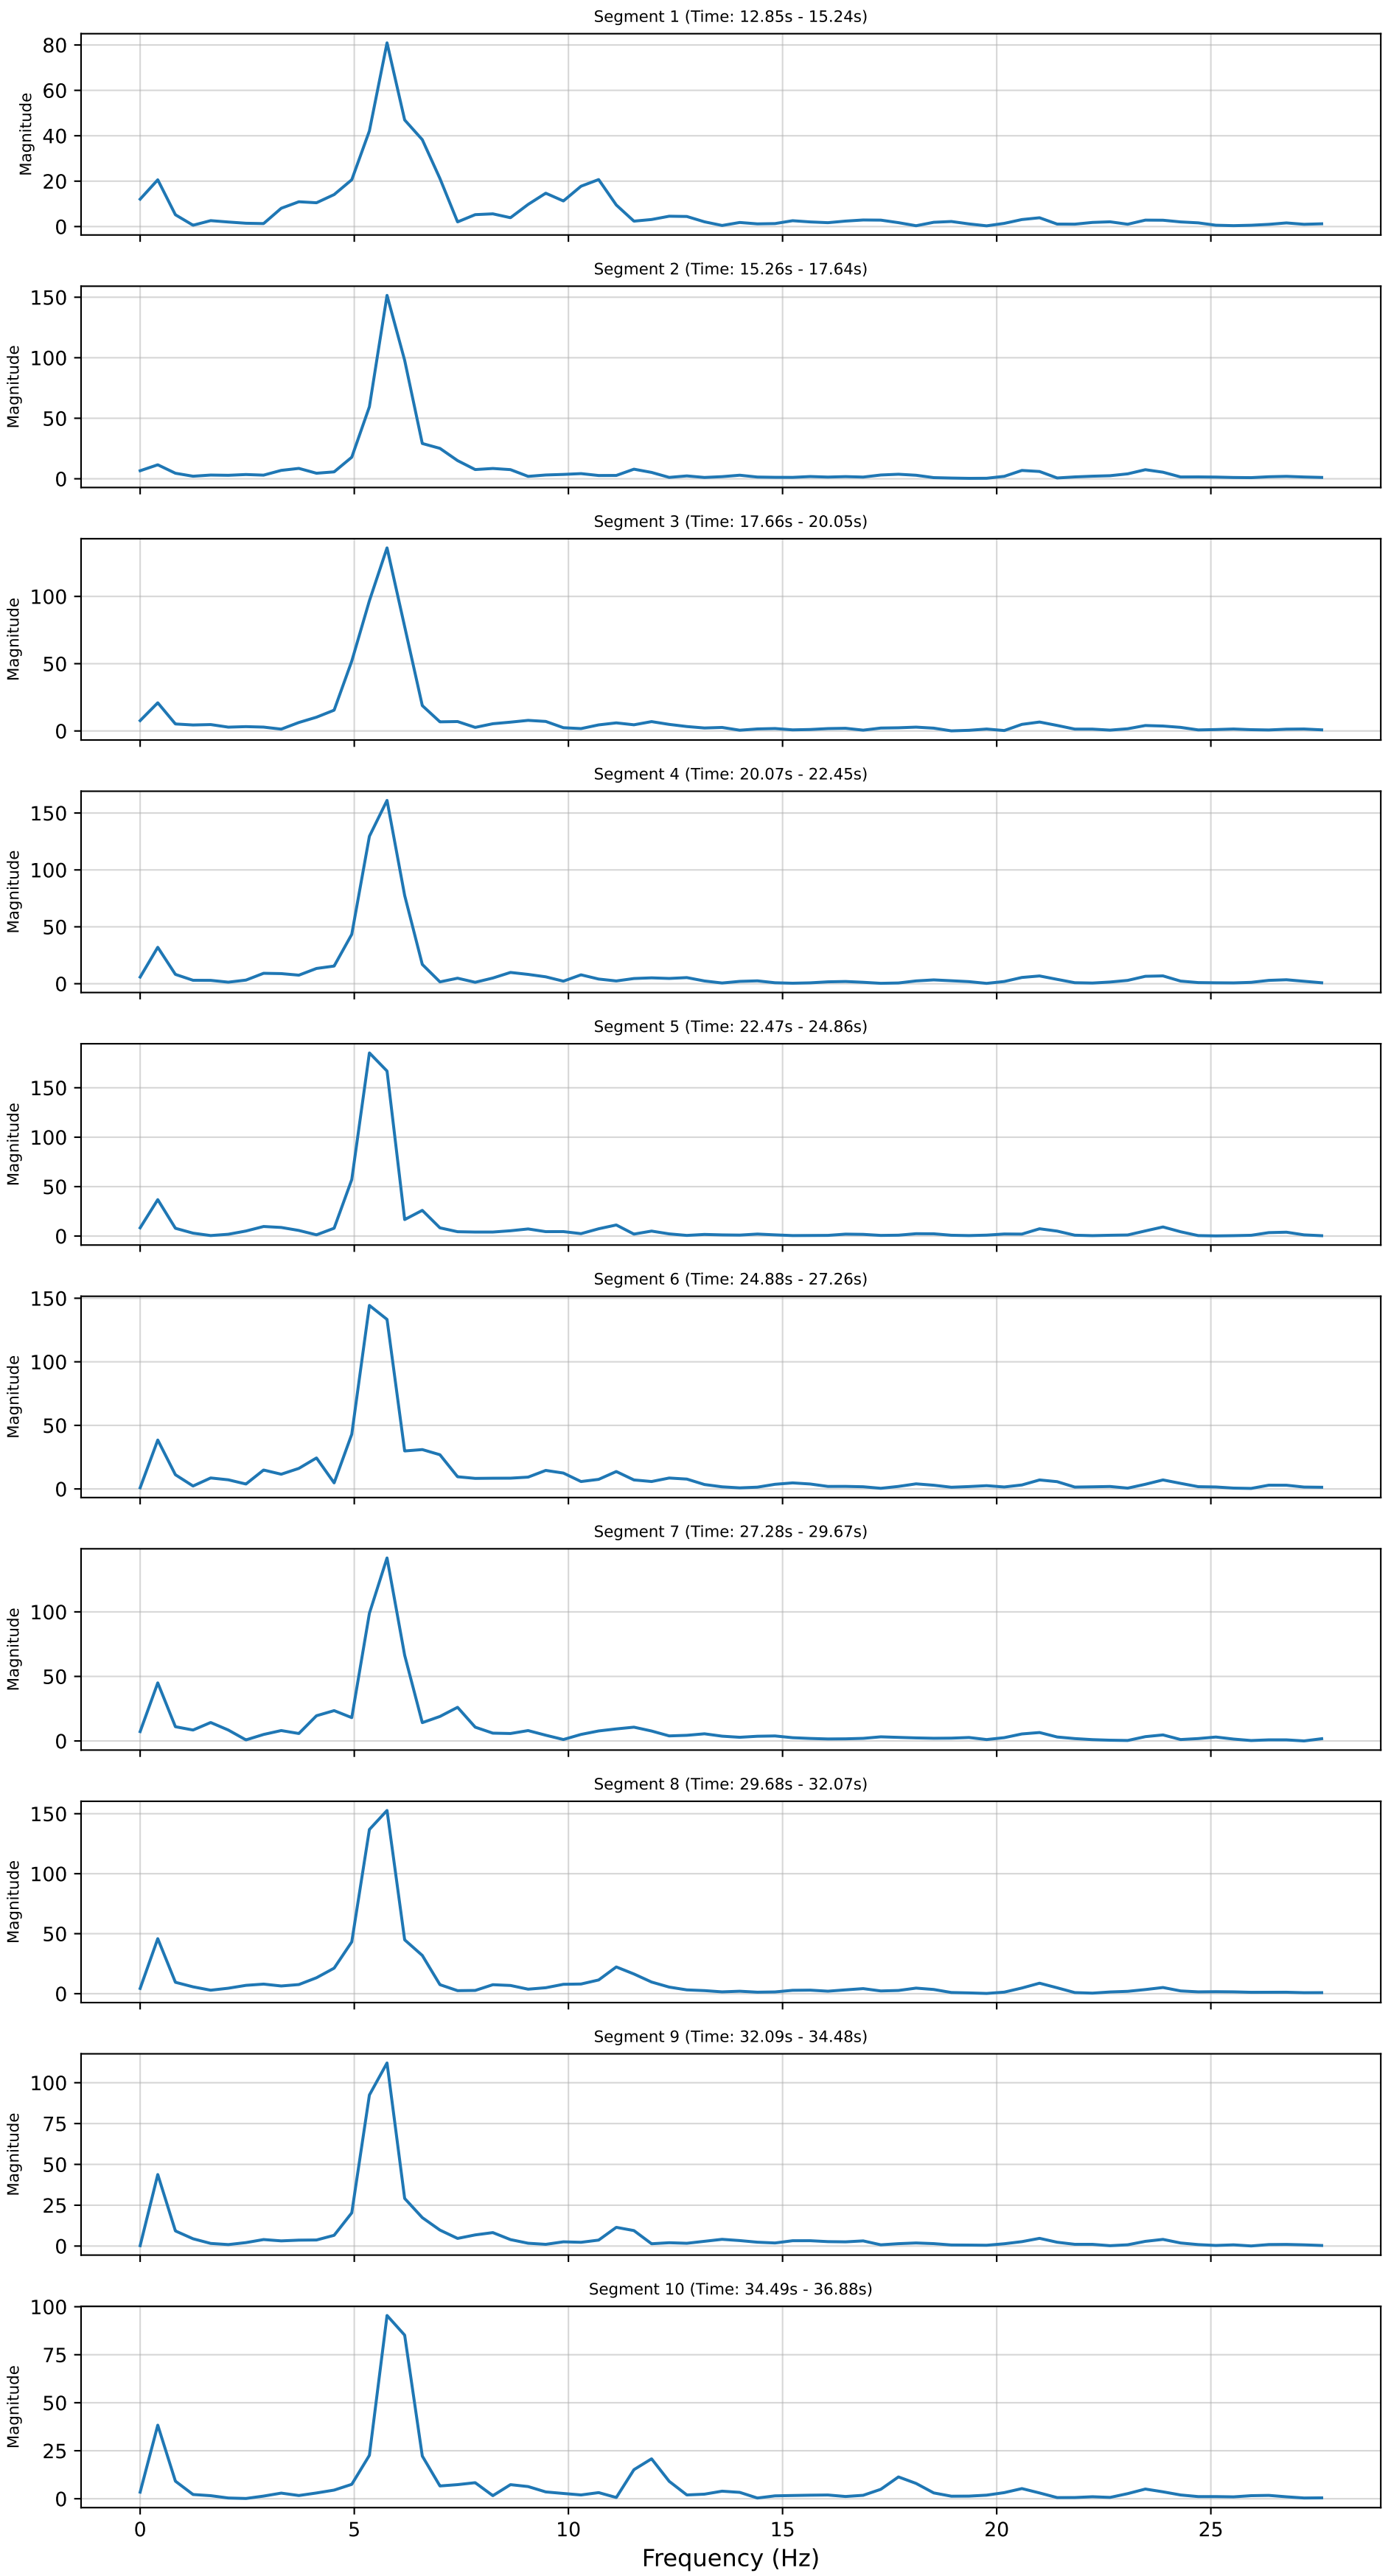 Segment 1 (Time: 12.85s - 15.24s)
80
60
40
20
0
Magnitude
Segment 2 (Time: 15.26s - 17.64s)
150
100
50
0
Magnitude
Segment 3 (Time: 17.66s - 20.05s)
100
50
0
Magnitude
Segment 4 (Time: 20.07s - 22.45s)
150
100
50
0
Magnitude
Segment 5 (Time: 22.47s - 24.86s)
150
100
50
0
Magnitude
Segment 6 (Time: 24.88s - 27.26s)
150
100
50
0
Magnitude
Segment 7 (Time: 27.28s - 29.67s)
100
50
0
Magnitude
Segment 8 (Time: 29.68s - 32.07s)
150
100
50
0
Magnitude
Segment 9 (Time: 32.09s - 34.48s)
100
75
50
25
0
Magnitude
Segment 10 (Time: 34.49s - 36.88s)
100
75
50
25
0
Magnitude
0 5 10 15 20 25
Frequency (Hz)